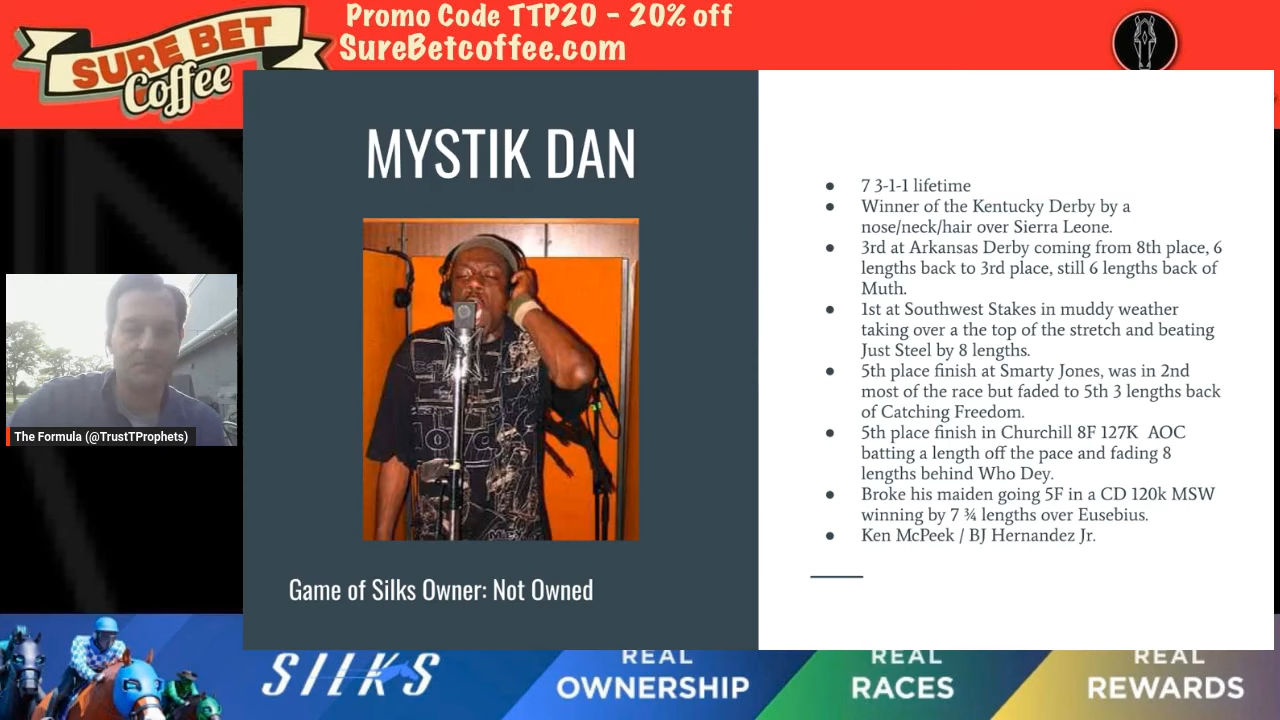 Promo Code TTP20 - 20% off
SureBetcoffee.com
SURE BET
Coffee
MYSTIK DAN
Game of Silks Owner: Not Owned
● 7 3-1-1 lifetime
● Winner of the Kentucky Derby by a
nose/neck/hair over Sierra Leone.
● 3rd at Arkansas Derby coming from 8th place, 6
lengths back to 3rd place, still 6 lengths back of
Muth.
● 1st at Southwest Stakes in muddy weather
taking over a the top of the stretch and beating
Just Steel by 8 lengths.
● 5th place finish at Smarty Jones, was in 2nd
most of the race but faded to 5th 3 lengths back
of Catching Freedom.
● 5th place finish in Churchill 8F 127K AOC
batting a length off the pace and fading 8
lengths behind Who Dey.
● Broke his maiden going 5F in a CD 120k MSW
winning by 7 ¾ lengths over Eusebius.
● Ken McPeek / BJ Hernandez Jr.
The Formula (@TrustTProphets)
SILKS
REAL
OWNERSHIP
REAL
RACES
REAL
REWARDS